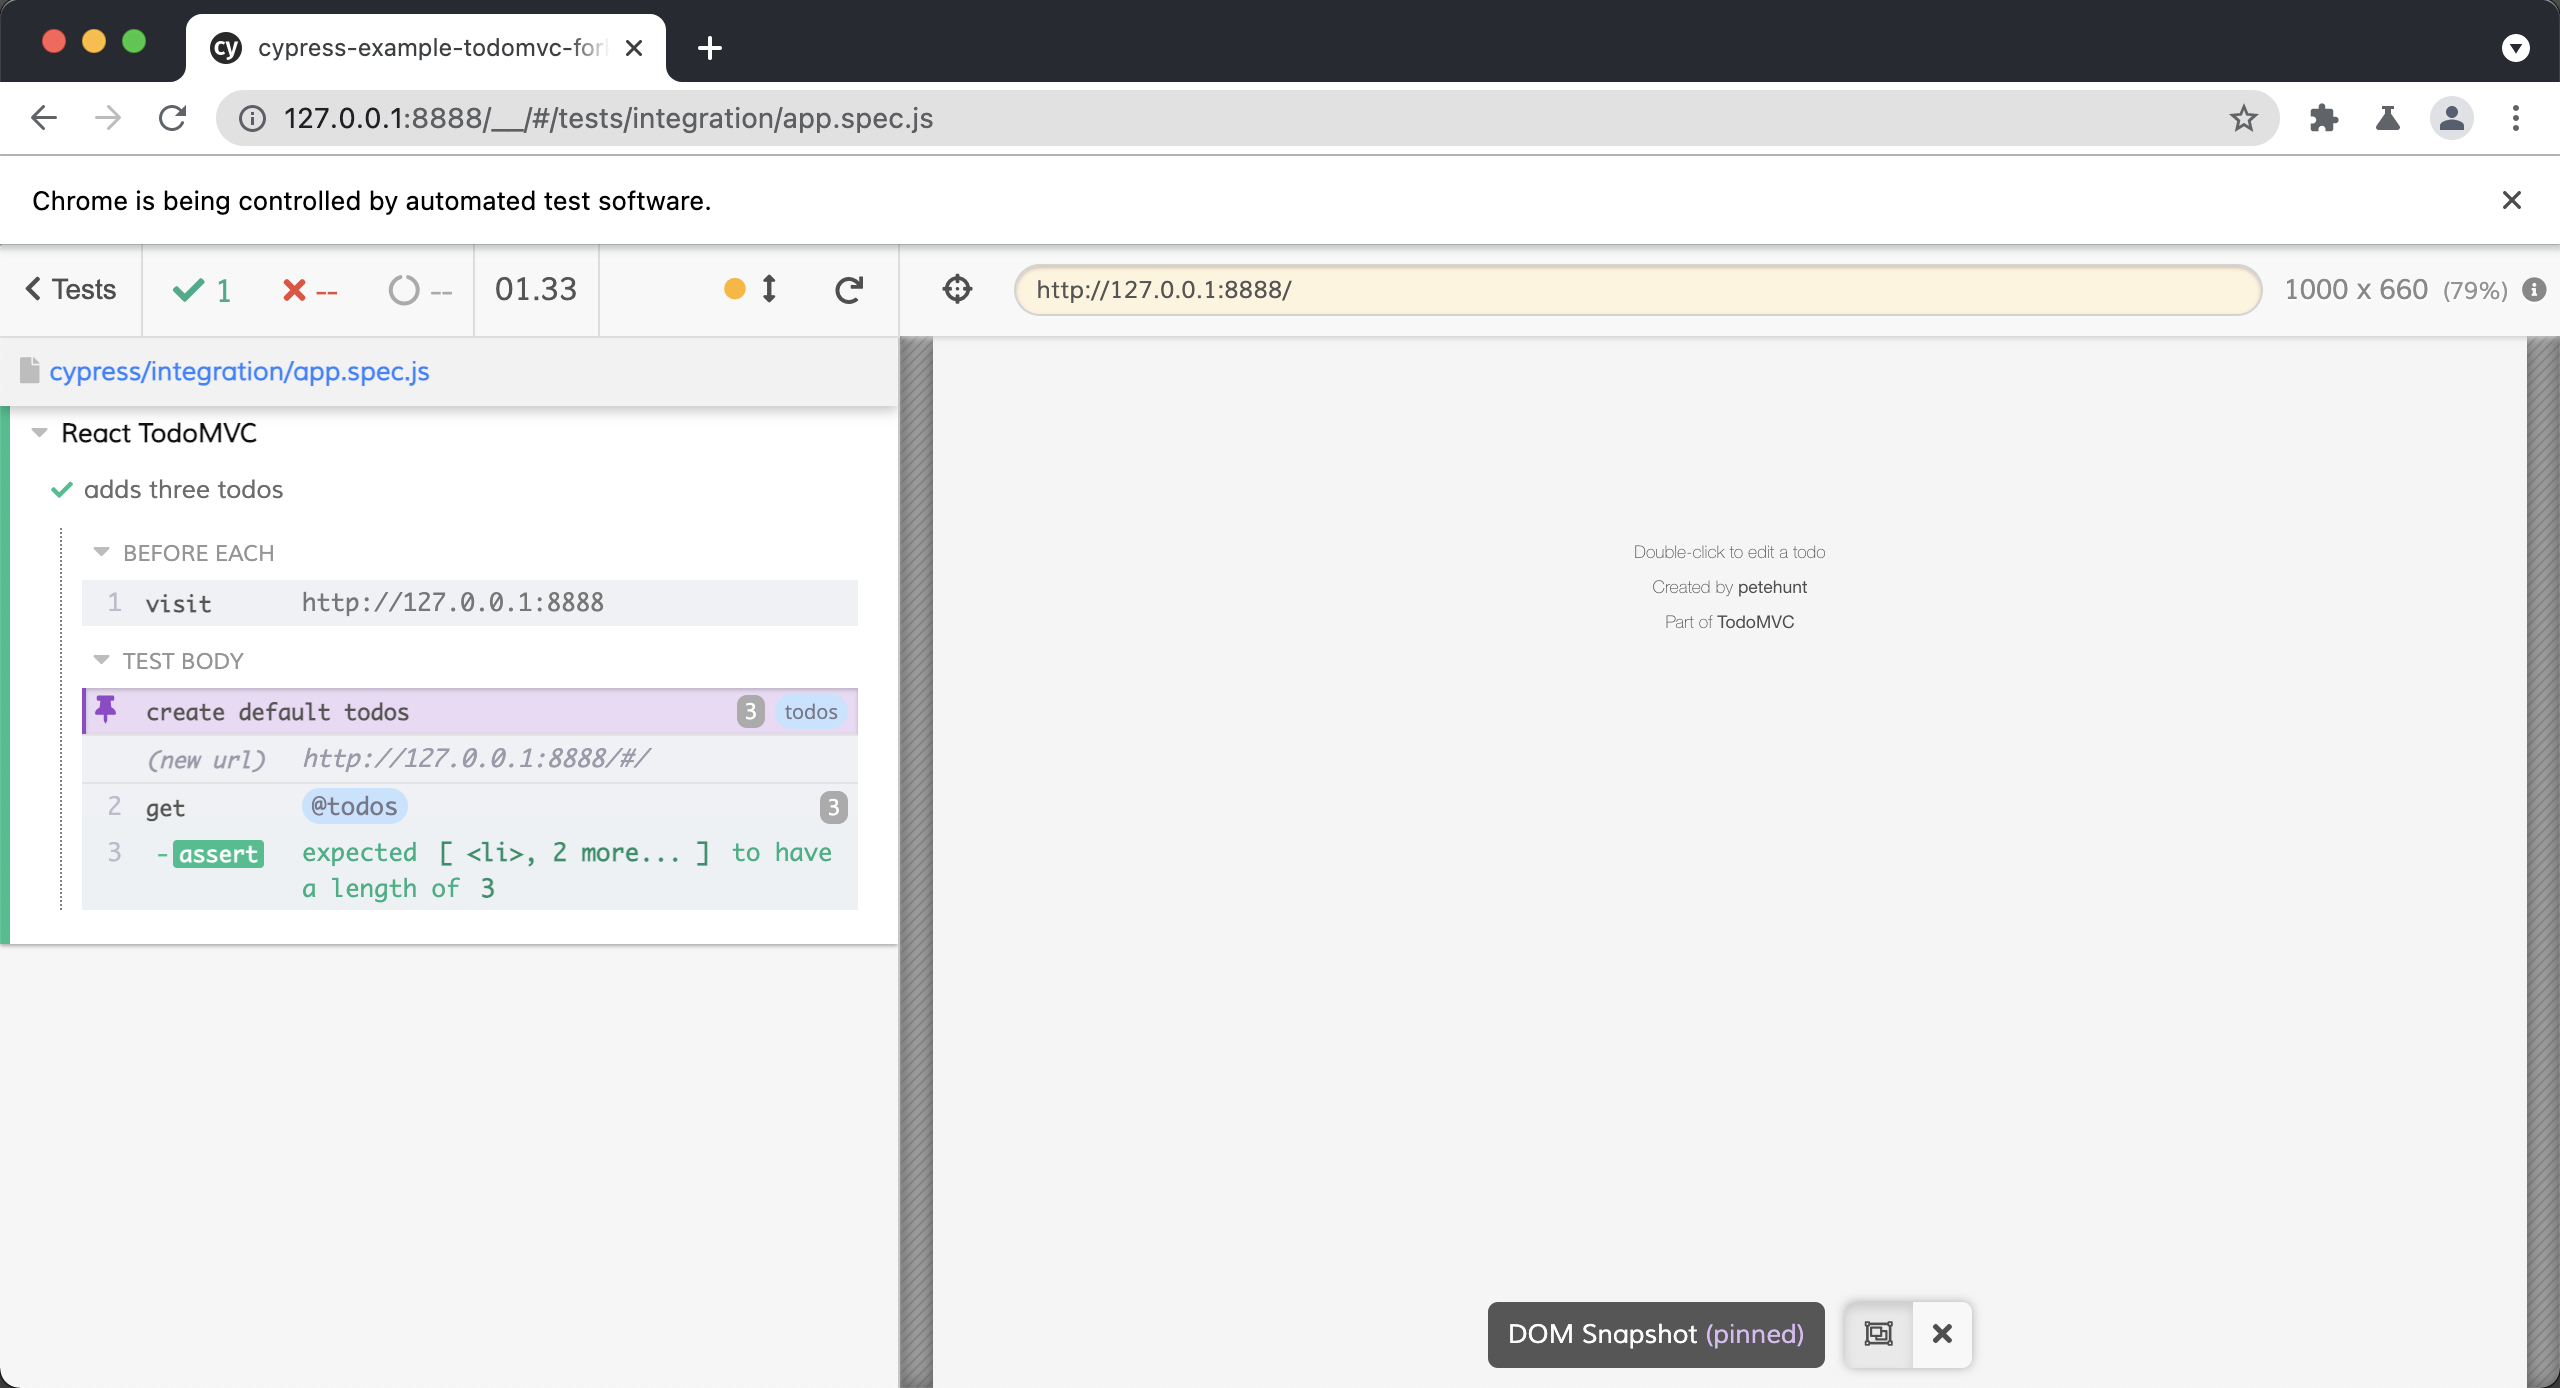 cypress-example-todomvc-for
127.0.0.1:8888/__/#/tests/integration/app.spec.js
Chrome is being controlled by automated test software.
Tests
1
--
--
01.33
http://127.0.0.1:8888/
1000 x 660 (79%)
cypress/integration/app.spec.js
React TodoMVC
adds three todos
BEFORE EACH
1 visit http://127.0.0.1:8888
TEST BODY
create default todos 3 todos
(new url) http://127.0.0.1:8888/#/
2 get @todos 3
3 -assert expected [ <li>, 2 more... ] to have
a length of 3
Double-click to edit a todo
Created by petehunt
Part of TodoMVC
DOM Snapshot (pinned)